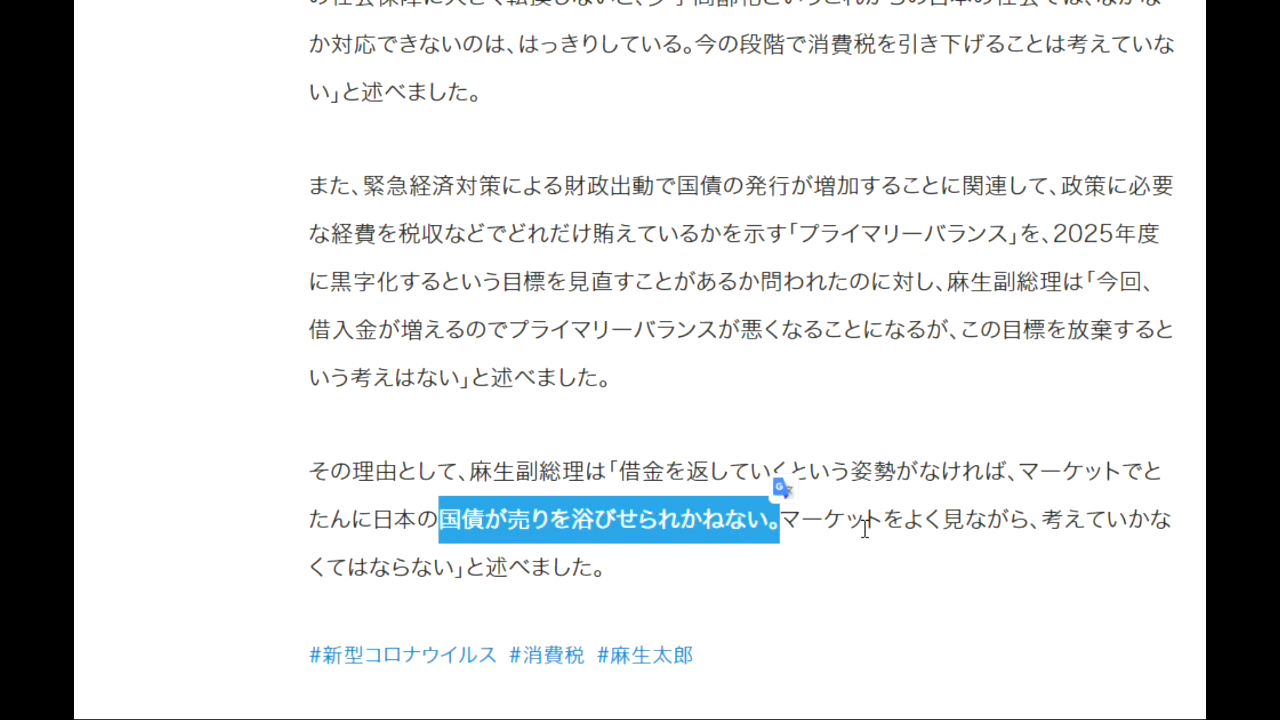 か対応できないのは、はっきりしている。今の段階で消費税を引き下げることは考えていな
い」と述べました。
また、緊急経済対策による財政出動で国債の発行が増加することに関連して、政策に必要
な経費を税収などでどれだけ賄えているかを示す「プライマリーバランス」を、2025年度
に黒字化するという目標を見直すことがあるか問われたのに対し、麻生副総理は「今回、
借入金が増えるのでプライマリーバランスが悪くなることになるが、この目標を放棄すると
いう考えはない」と述べました。
その理由として、麻生副総理は「借金を返していくという姿勢がなければ、マーケットでと
たんに日本の国債が売りを浴びせられかねない。マーケットをよく見ながら、考えていかな
くてはならない」と述べました。
#新型コロナウイルス #消費税 #麻生太郎